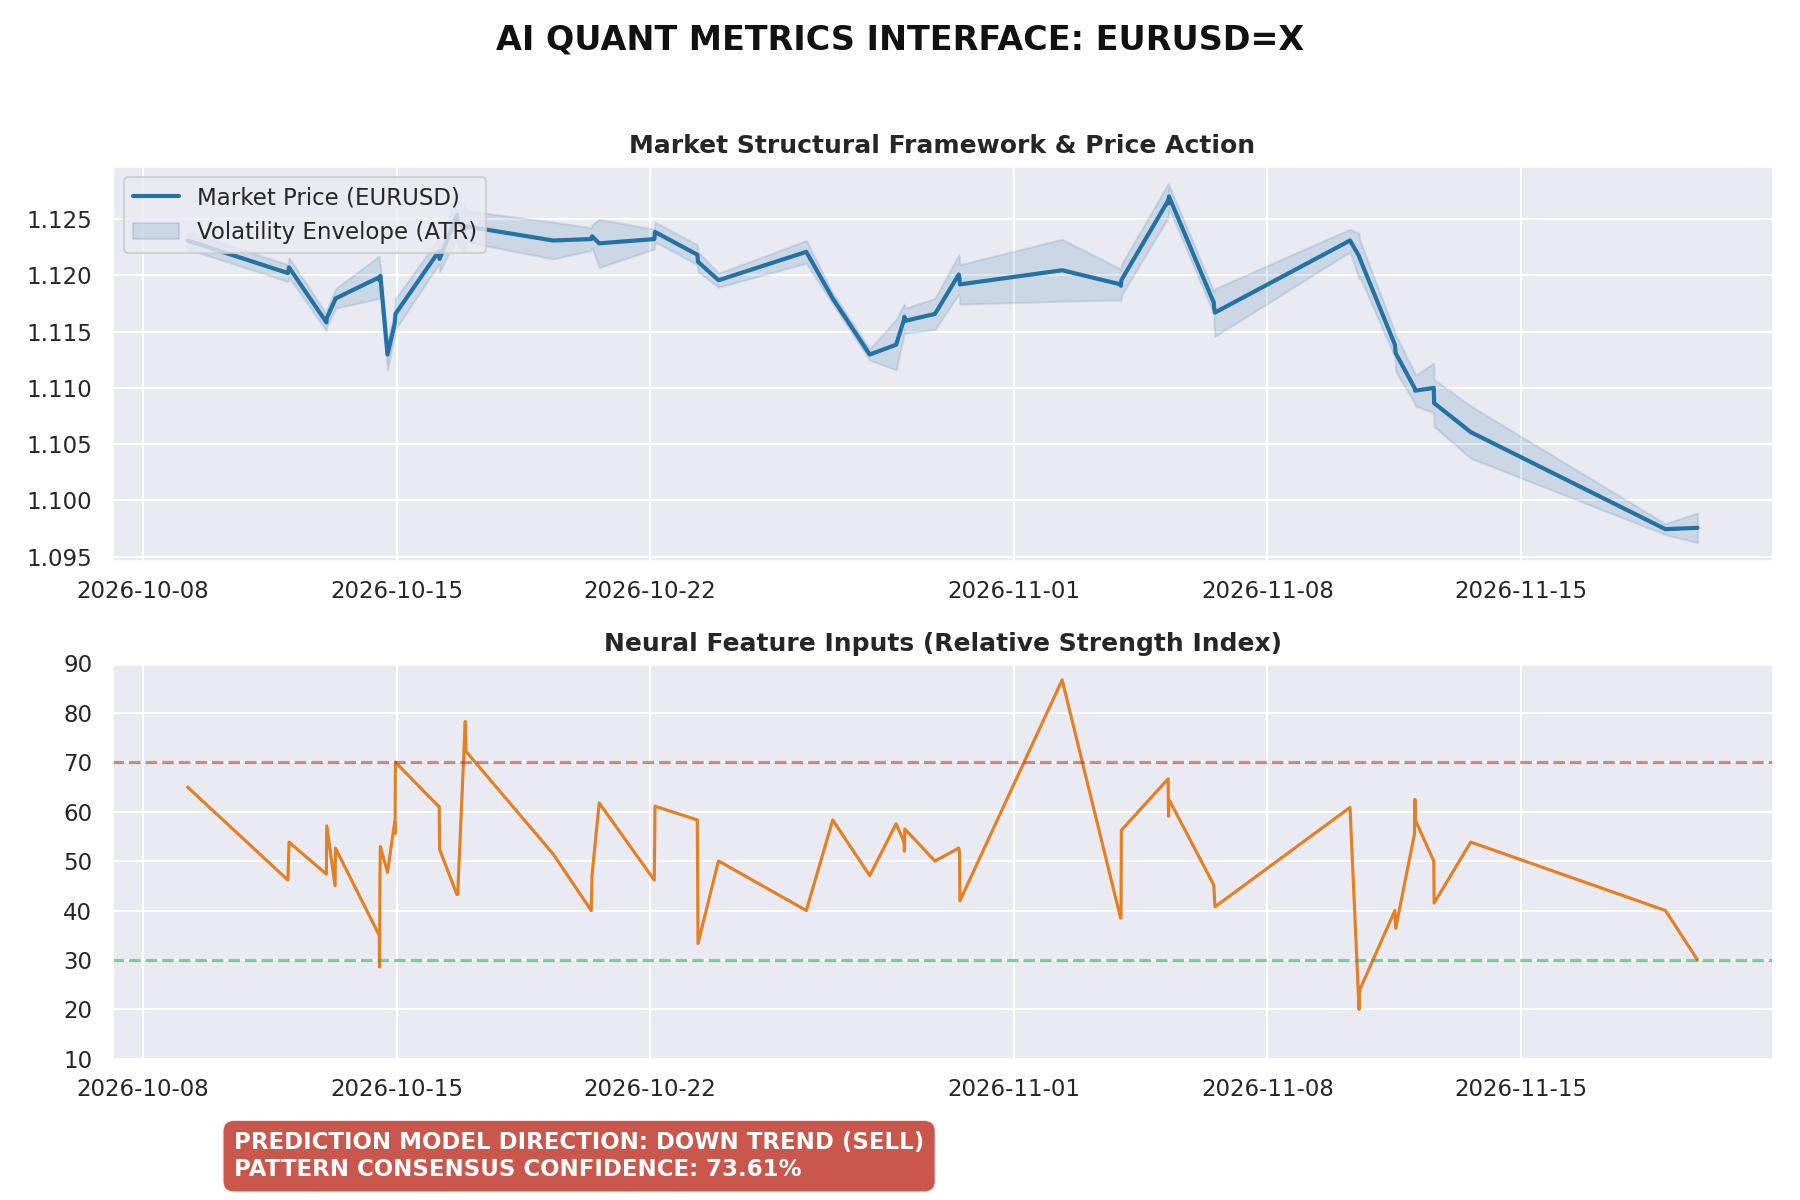 AI QUANT METRICS INTERFACE: EURUSD=X
Market Structural Framework & Price Action
Market Price (EURUSD)
Volatility Envelope (ATR)
1.125
1.120
1.115
1.110
1.105
1.100
1.095
2026-10-08 2026-10-15 2026-10-22 2026-11-01 2026-11-08 2026-11-15
Neural Feature Inputs (Relative Strength Index)
90
80
70
60
50
40
30
20
10
2026-10-08 2026-10-15 2026-10-22 2026-11-01 2026-11-08 2026-11-15
PREDICTION MODEL DIRECTION: DOWN TREND (SELL)
PATTERN CONSENSUS CONFIDENCE: 73.61%